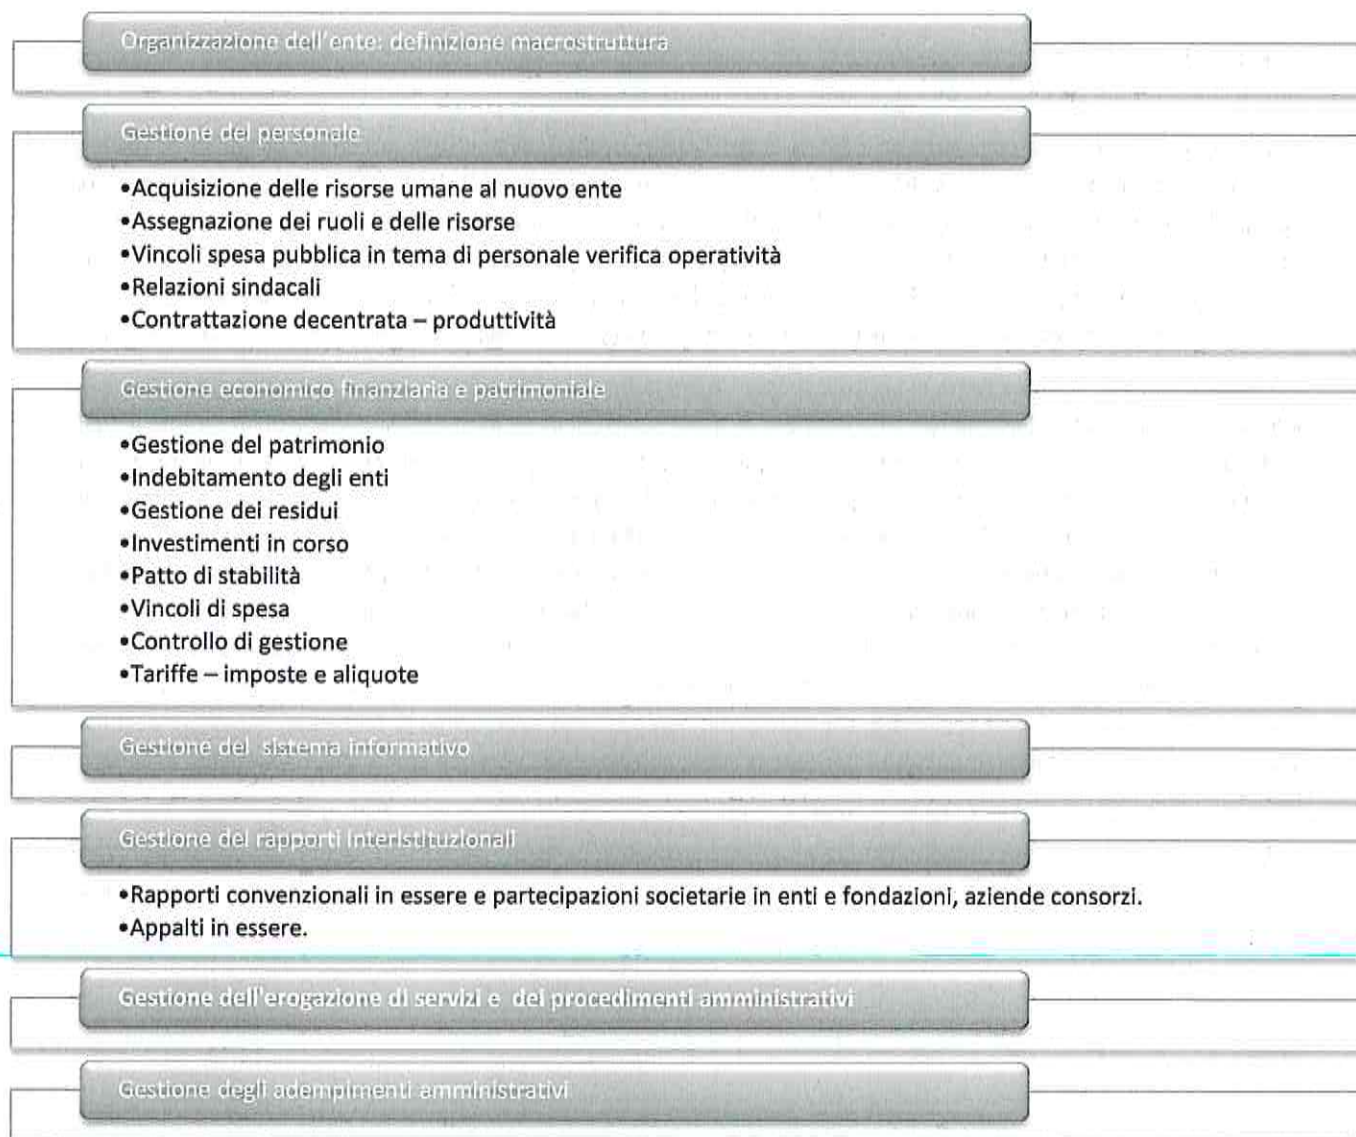 Organizzazione dell'ente: definizione macrostruttura
Gestione del personale
•Acquisizione delle risorse umane al nuovo ente
•Assegnazione dei ruoli e delle risorse
•Vincoli spesa pubblica in tema di personale verifica operatività
•Relazioni sindacali
•Contrattazione decentrata – produttività
Gestione economico finanziaria e patrimoniale
•Gestione del patrimonio
•Indebitamento degli enti
•Gestione dei residui
•Investimenti in corso
•Patto di stabilità
•Vincoli di spesa
•Controllo di gestione
•Tariffe – imposte e aliquote
Gestione del sistema informativo
Gestione dei rapporti interistituzionali
•Rapporti convenzionali in essere e partecipazioni societarie in enti e fondazioni, aziende consorzi.
•Appalti in essere.
Gestione dell'erogazione di servizi e dei procedimenti amministrativi
Gestione degli adempimenti amministrativi